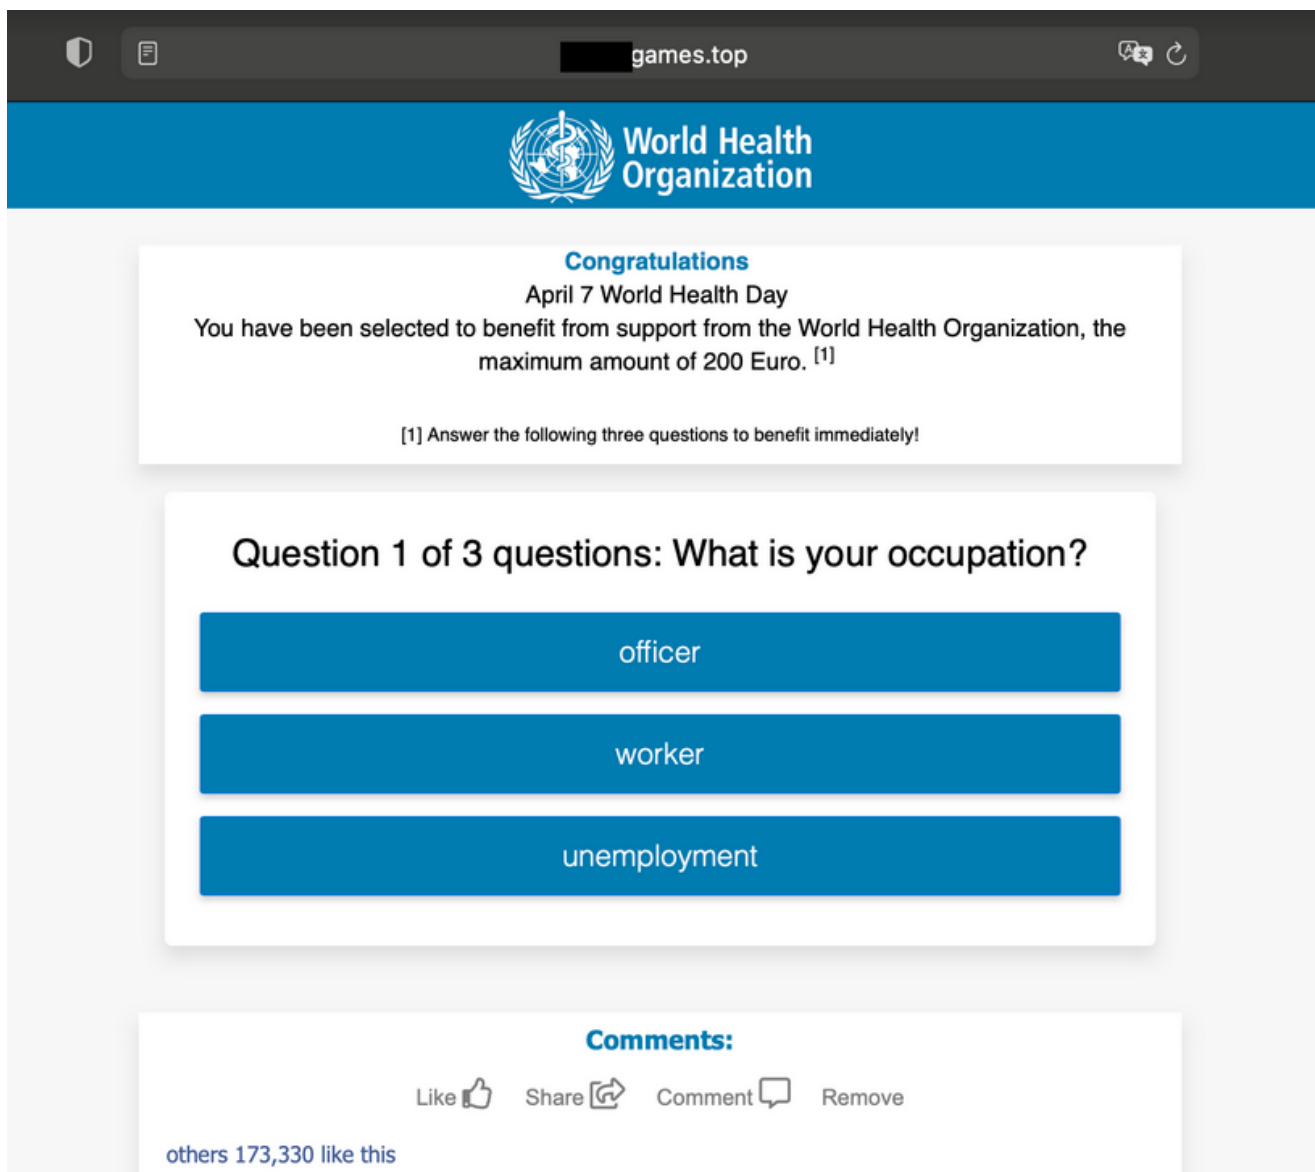 games.top
World Health
Organization
Congratulations
April 7 World Health Day
You have been selected to benefit from support from the World Health Organization, the
maximum amount of 200 Euro. [1]
[1] Answer the following three questions to benefit immediately!
Question 1 of 3 questions: What is your occupation?
officer
worker
unemployment
Comments:
Like Share Comment Remove
others 173,330 like this